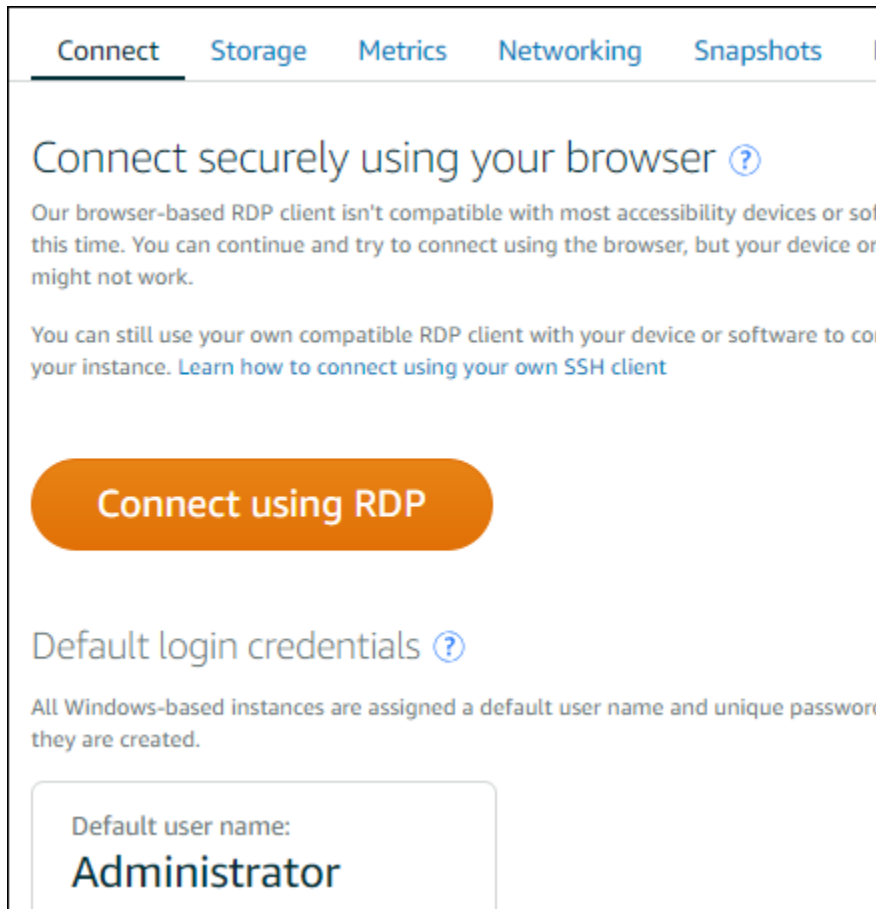 Connect Storage Metrics Networking Snapshots
Connect securely using your browser ?
Our browser-based RDP client isn't compatible with most accessibility devices or
this time. You can continue and try to connect using the browser, but your device or
might not work.
You can still use your own compatible RDP client with your device or software to
your instance. Learn how to connect using your own SSH client
Connect using RDP
Default login credentials ?
All Windows-based instances are assigned a default user name and unique
they are created.
Default user name:
Administrator